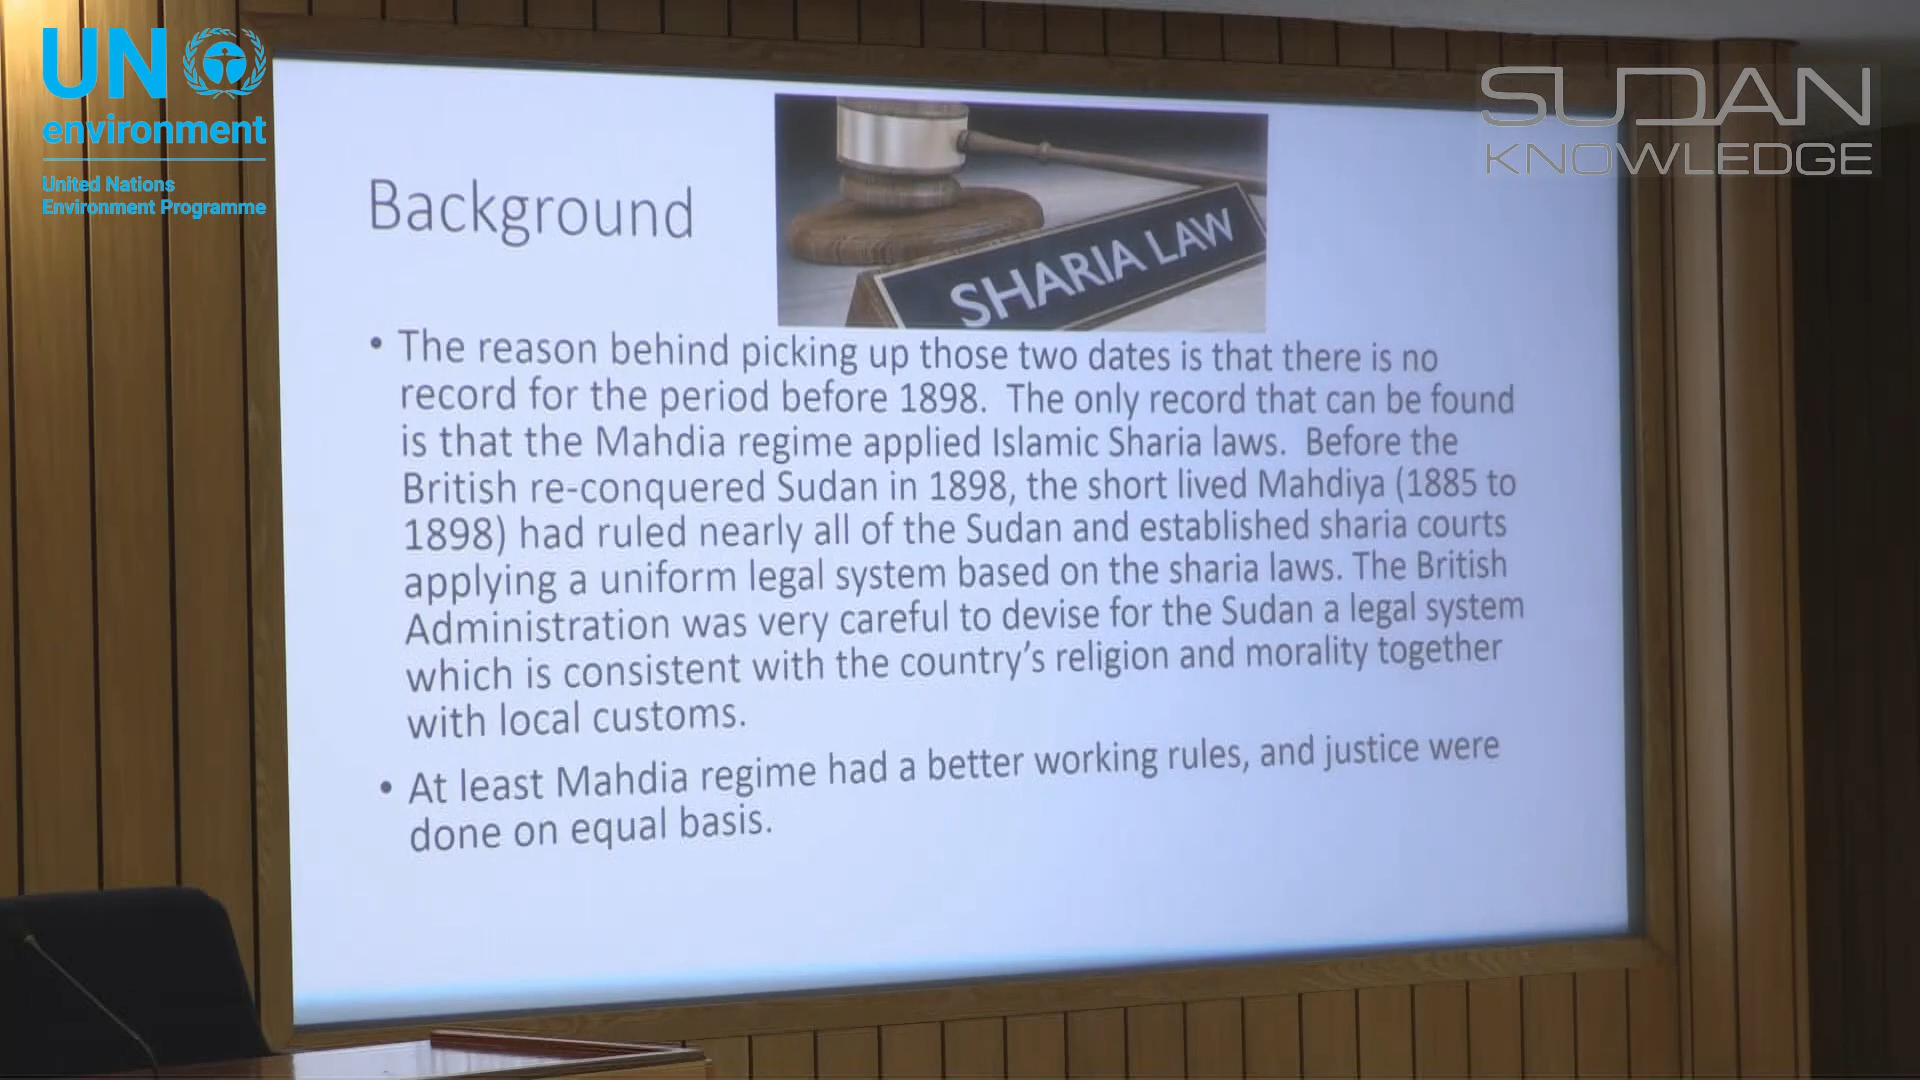 UN
environment
United Nations
Environment Programme
SUDAN
KNOWLEDGE
Background
SHARIA LAW
• The reason behind picking up those two dates is that there is no
record for the period before 1898.  The only record that can be found
is that the Mahdia regime applied Islamic Sharia laws.  Before the
British re-conquered Sudan in 1898, the short lived Mahdiya (1885 to
1898) had ruled nearly all of the Sudan and established sharia courts
applying a uniform legal system based on the sharia laws. The British
Administration was very careful to devise for the Sudan a legal system
which is consistent with the country’s religion and morality together
with local customs.
• At least Mahdia regime had a better working rules, and justice were
done on equal basis.